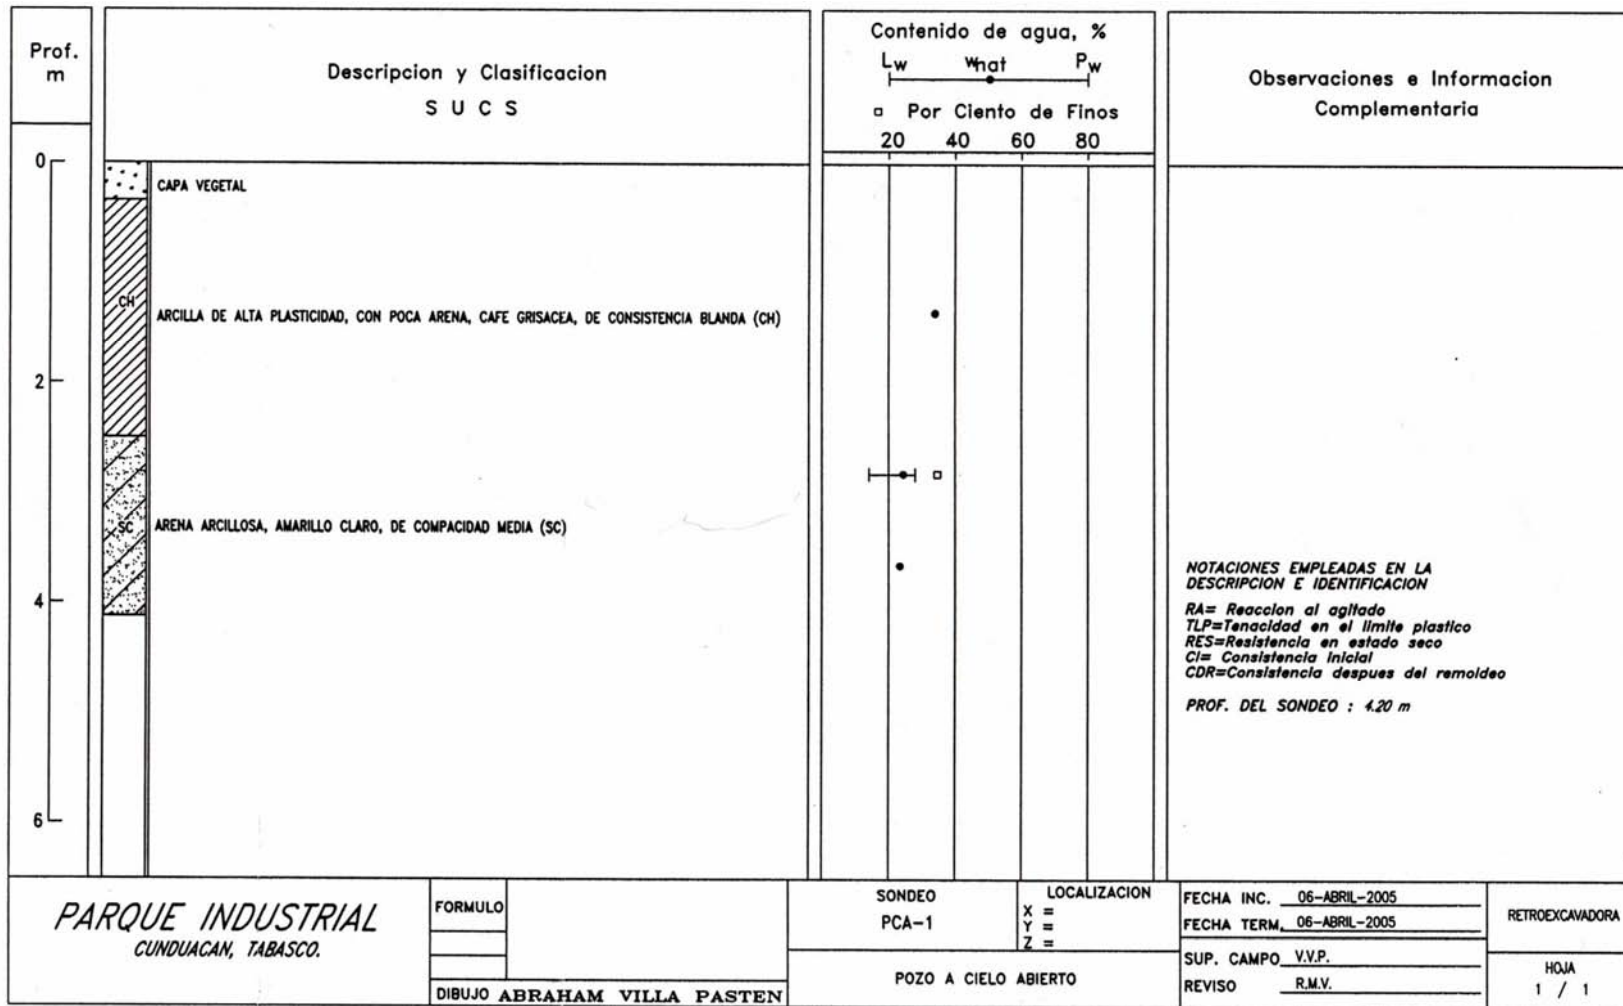 Prof.
m
Descripcion y Clasificacion
S U C S
Contenido de agua, %
Lw What Pw
Por Ciento de Finos
20 40 60 80
Observaciones e Informacion
Complementaria
0
CAPA VEGETAL
CH
ARCILLA DE ALTA PLASTICIDAD, CON POCA ARENA, CAFE GRISACEA, DE CONSISTENCIA BLANDA (CH)
2
SC
ARENA ARCILLOSA, AMARILLO CLARO, DE COMPACIDAD MEDIA (SC)
4
6
NOTACIONES EMPLEADAS EN LA
DESCRIPCION E IDENTIFICACION
RA= Reaccion al agitado
TLP=Tenacidad en el limite plastico
RES=Resistencia en estado seco
CI= Consistencia inicial
CDR=Consistencia despues del remoldeo
PROF. DEL SONDEO : 4.20 m
PARQUE INDUSTRIAL
CUNDUACAN, TABASCO.
FORMULO
DIBUJO ABRAHAM VILLA PASTEN
SONDEO
PCA-1
LOCALIZACION
X =
Y =
Z =
POZO A CIELO ABIERTO
FECHA INC. 06-ABRIL-2005
FECHA TERM. 06-ABRIL-2005
SUP. CAMPO V.V.P.
REVISO R.M.V.
RETROEXCAVADORA
HOJA
1 / 1